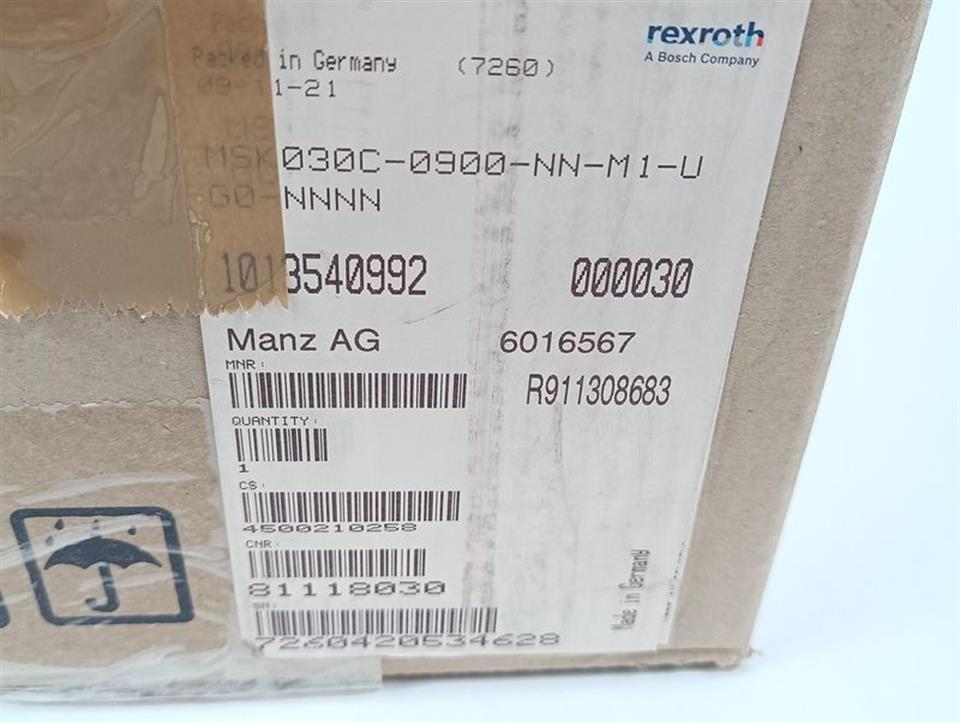 rexroth
A Bosch Company
Packed in Germany (7260)
MSK030C-0900-NN-M1-U
G0-NNNN
1013540992 000030
Manz AG 6016567
MNR:
R911308683
QUANTITY:
1
CS:
4500210258
CNR:
81118030
SN:
7260420534628
Made in Germany